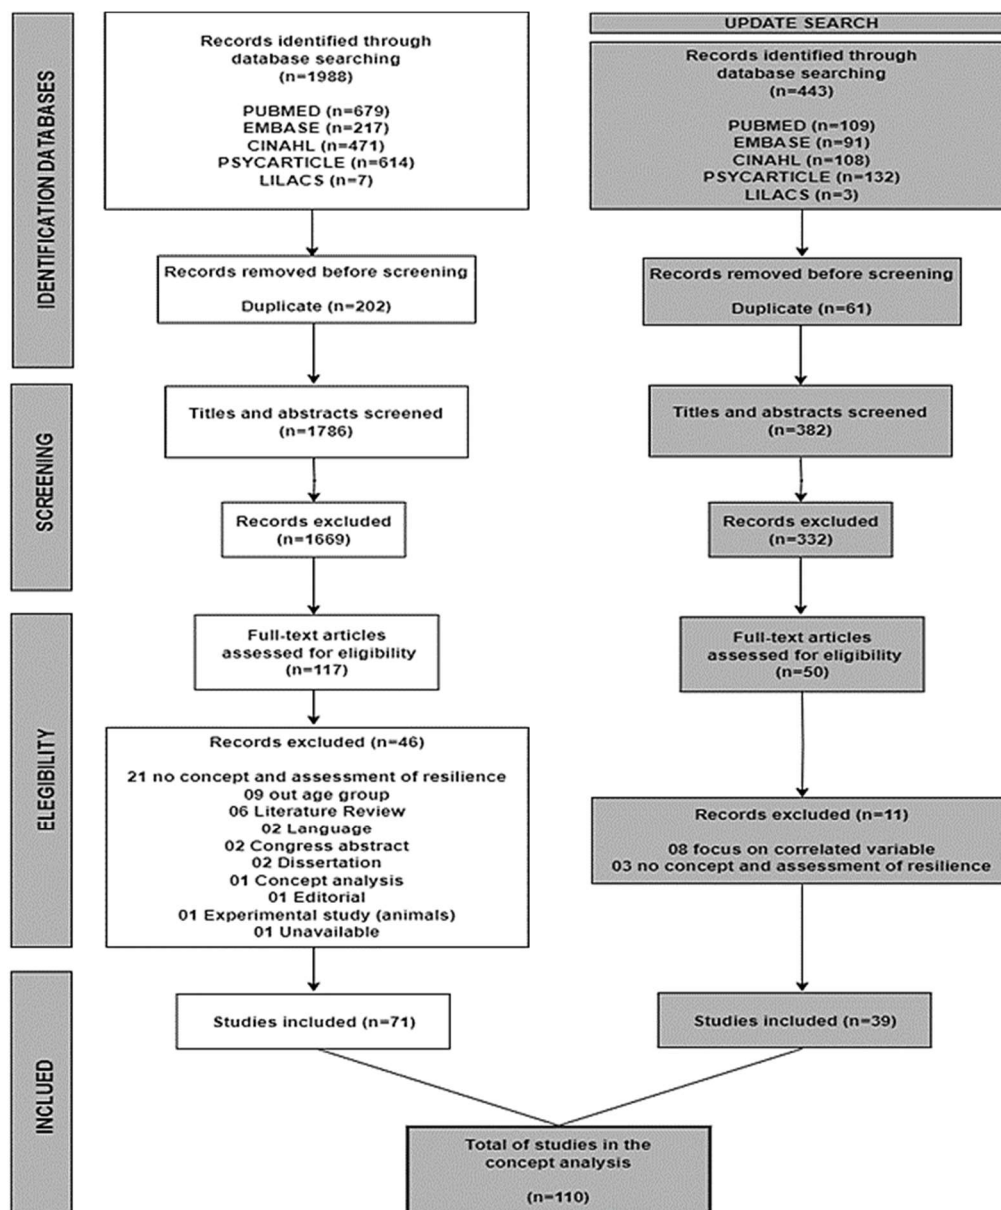 IDENTIFICATION DATABASES
Records identified through
database searching
(n=1988)
PUBMED (n=679)
EMBASE (n=217)
CINAHL (n=471)
PSYCARTICLE (n=614)
LILACS (n=7)
Records removed before screening
Duplicate (n=202)
UPDATE SEARCH
Records identified through
database searching
(n=443)
PUBMED (n=109)
EMBASE (n=91)
CINAHL (n=108)
PSYCARTICLE (n=132)
LILACS (n=3)
Records removed before screening
Duplicate (n=61)
SCREENING
Titles and abstracts screened
(n=1786)
Records excluded
(n=1669)
Titles and abstracts screened
(n=382)
Records excluded
(n=332)
ELEGIBILITY
Full-text articles
assessed for eligibility
(n=117)
Records excluded (n=46)
21 no concept and assessment of resilience
09 out age group
06 Literature Review
02 Language
02 Congress abstract
02 Dissertation
01 Concept analysis
01 Editorial
01 Experimental study (animals)
01 Unavailable
Full-text articles
assessed for eligibility
(n=50)
Records excluded (n=11)
08 focus on correlated variable
03 no concept and assessment of resilience
INCLUED
Studies included (n=71)
Studies included (n=39)
Total of studies in the
concept analysis
(n=110)